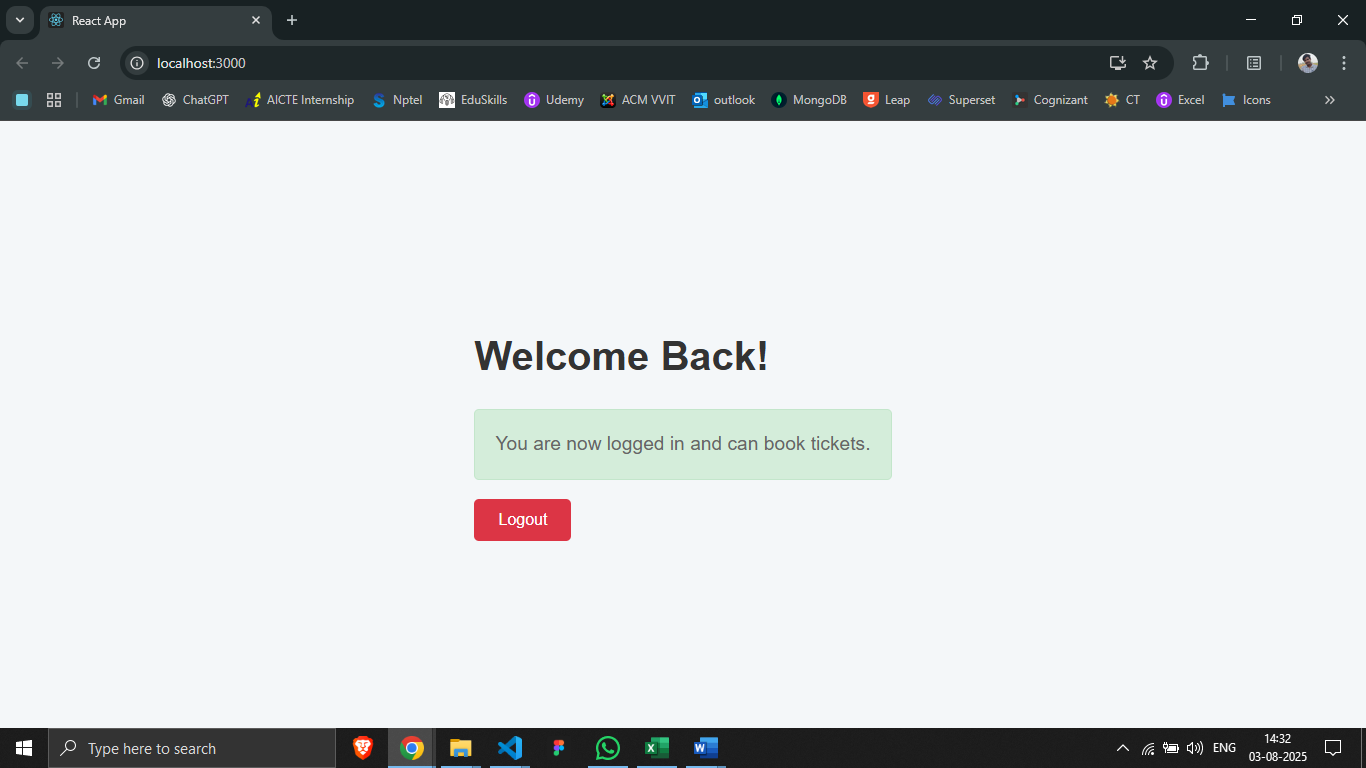 React App
localhost:3000
Gmail ChatGPT AICTE Internship Nptel EduSkills Udemy ACM VVIT outlook MongoDB Leap Superset Cognizant CT Excel Icons
Welcome Back!
You are now logged in and can book tickets.
Logout
Type here to search
ENG
14:32
03-08-2025